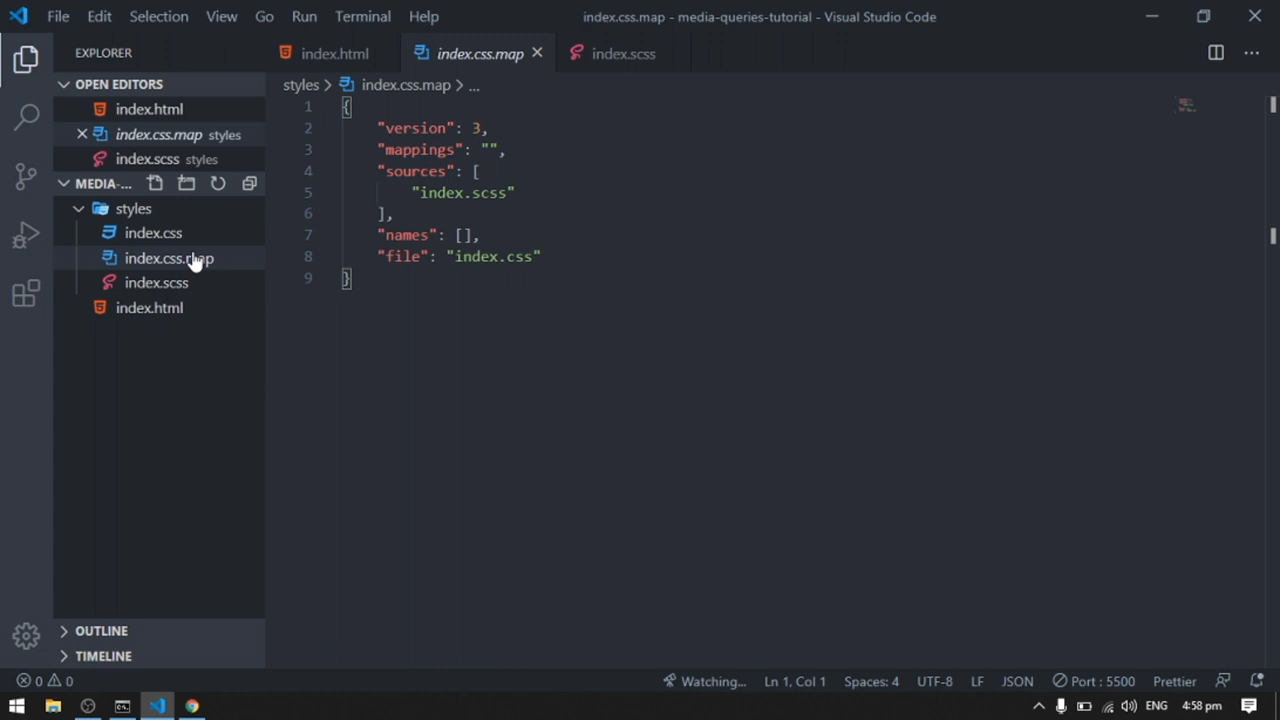 File Edit Selection View Go Run Terminal Help index.css.map - media-queries-tutorial - Visual Studio Code
EXPLORER
index.html index.css.map index.scss
OPEN EDITORS
index.html
index.css.map styles
index.scss styles
MEDIA-...
styles
index.css
index.css.map
index.scss
index.html
OUTLINE
TIMELINE
styles > index.css.map > ...
1 {
2 "version": 3,
3 "mappings": "",
4 "sources": [
5 "index.scss"
6 ],
7 "names": [],
8 "file": "index.css"
9 }
0 0 Watching... Ln 1, Col 1 Spaces: 4 UTF-8 LF JSON Port : 5500 Prettier
ENG 4:58 pm